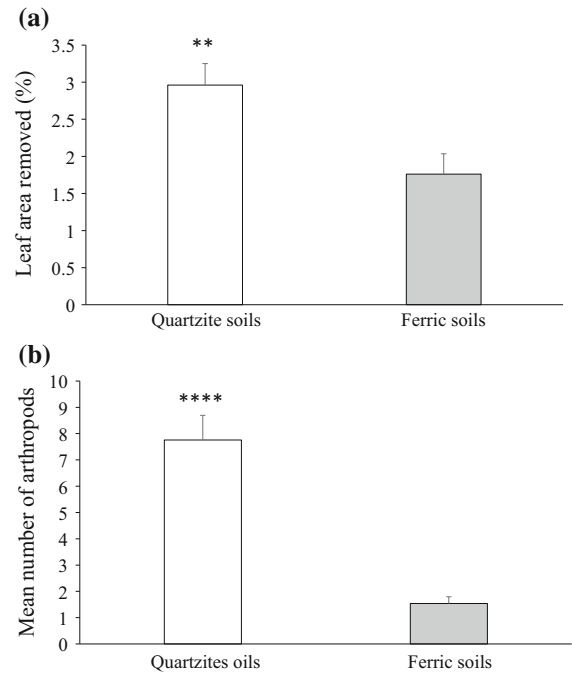 (a)
Leaf area removed (%)
3.5
3
2.5
2
1.5
1
0.5
0
**
Quartzite soils
Ferric soils
(b)
Mean number of arthropods
10
9
8
7
6
5
4
3
2
1
0
****
Quartzites oils
Ferric soils